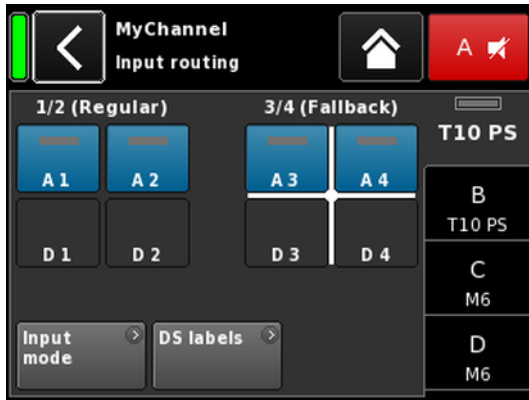 MyChannel
Input routing
A
1/2 (Regular)
3/4 (Fallback)
T10 PS
A 1
A 2
A 3
A 4
D 1
D 2
D 3
D 4
B
T10 PS
C
M6
D
M6
Input
mode
DS labels